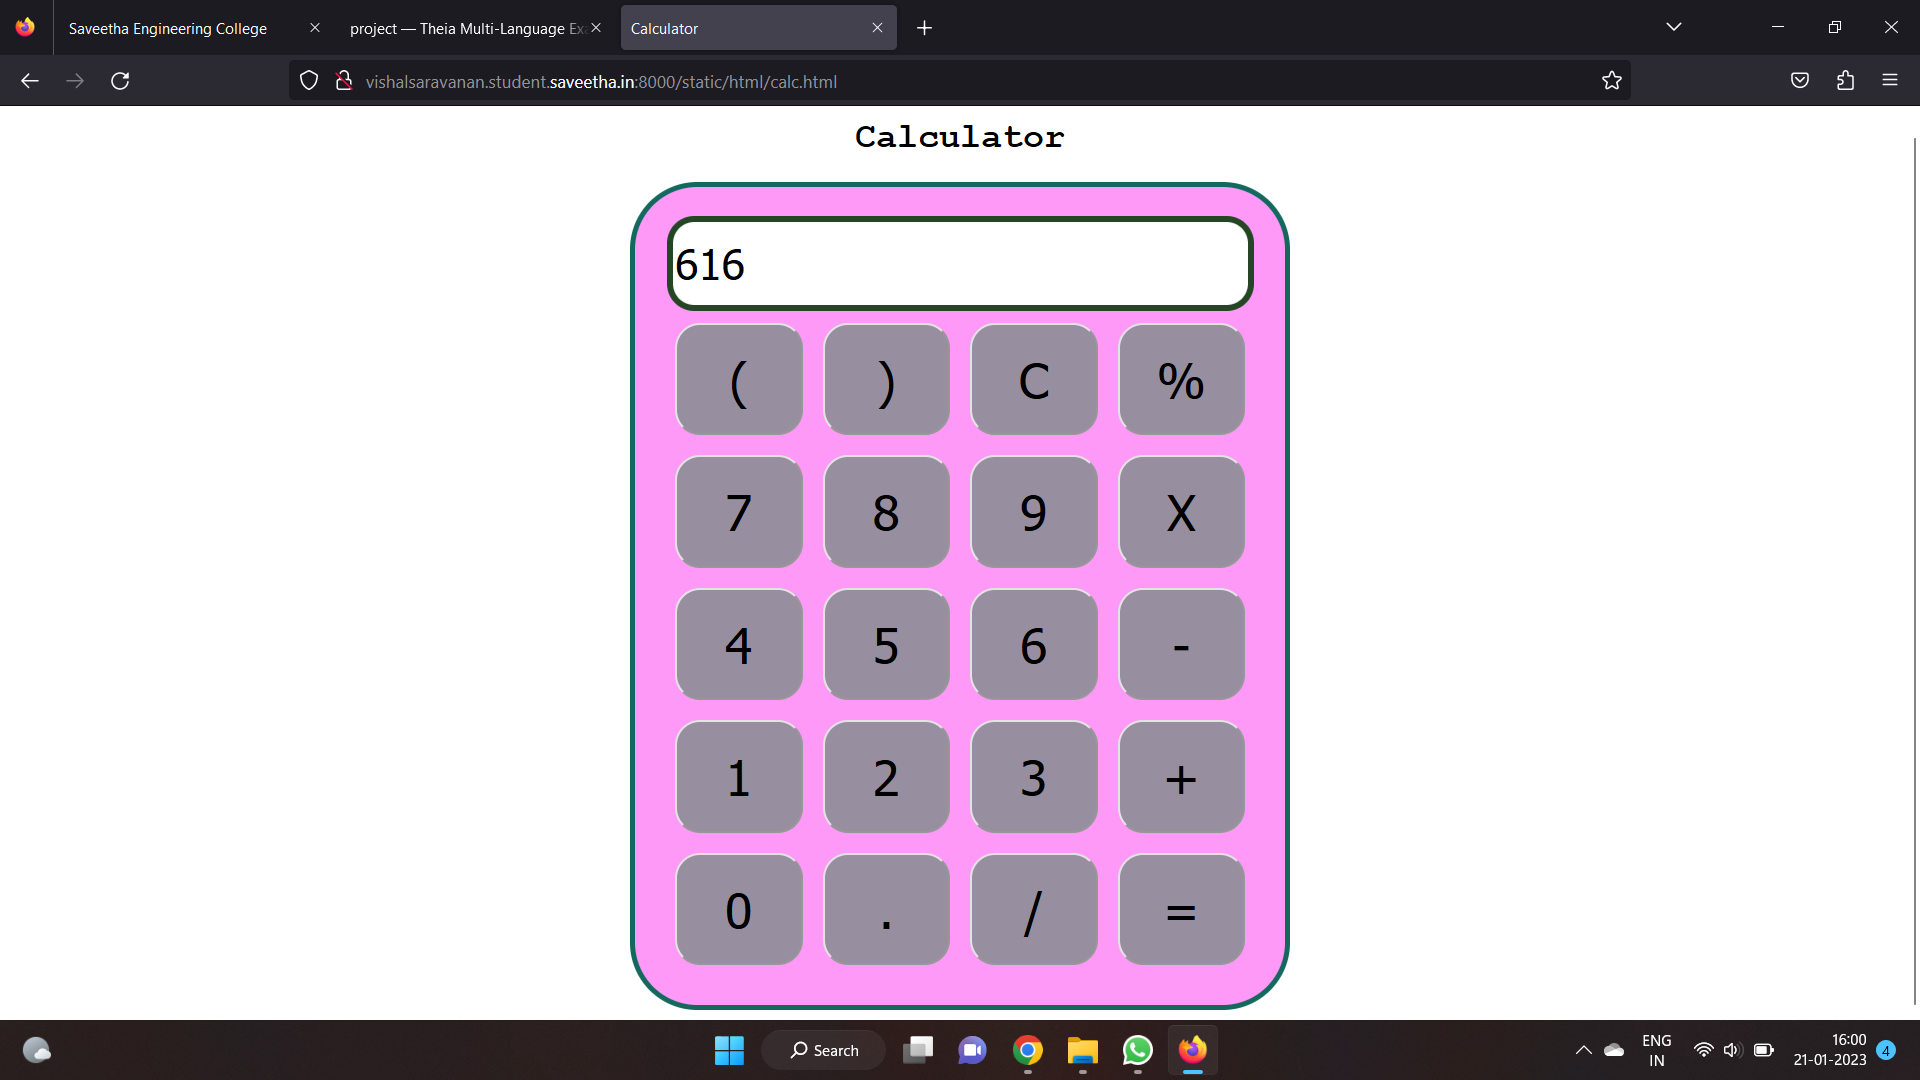 Saveetha Engineering College
project — Theia Multi-Language Ex
Calculator
vishalsaravanan.student.saveetha.in:8000/static/html/calc.html
Calculator
616
( ) C %
7 8 9 X
4 5 6 -
1 2 3 +
0 . / =
Search
ENG
IN
16:00
21-01-2023
4